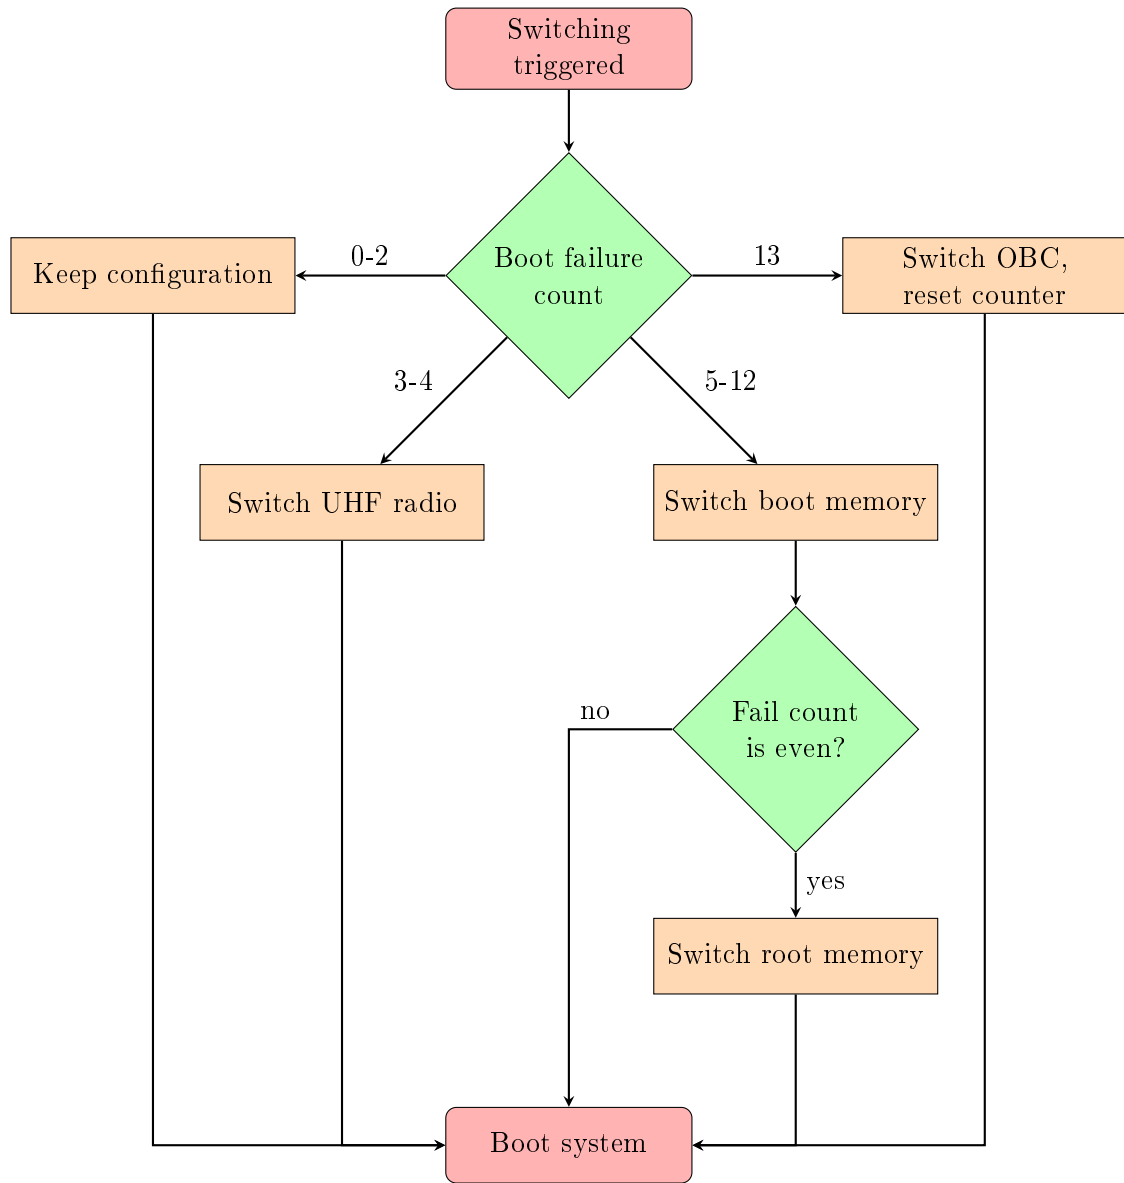 Switching
triggered
Boot failure
count
0-2
13
Keep configuration
Switch OBC,
reset counter
3-4
5-12
Switch UHF radio
Switch boot memory
Fail count
is even?
no
yes
Switch root memory
Boot system